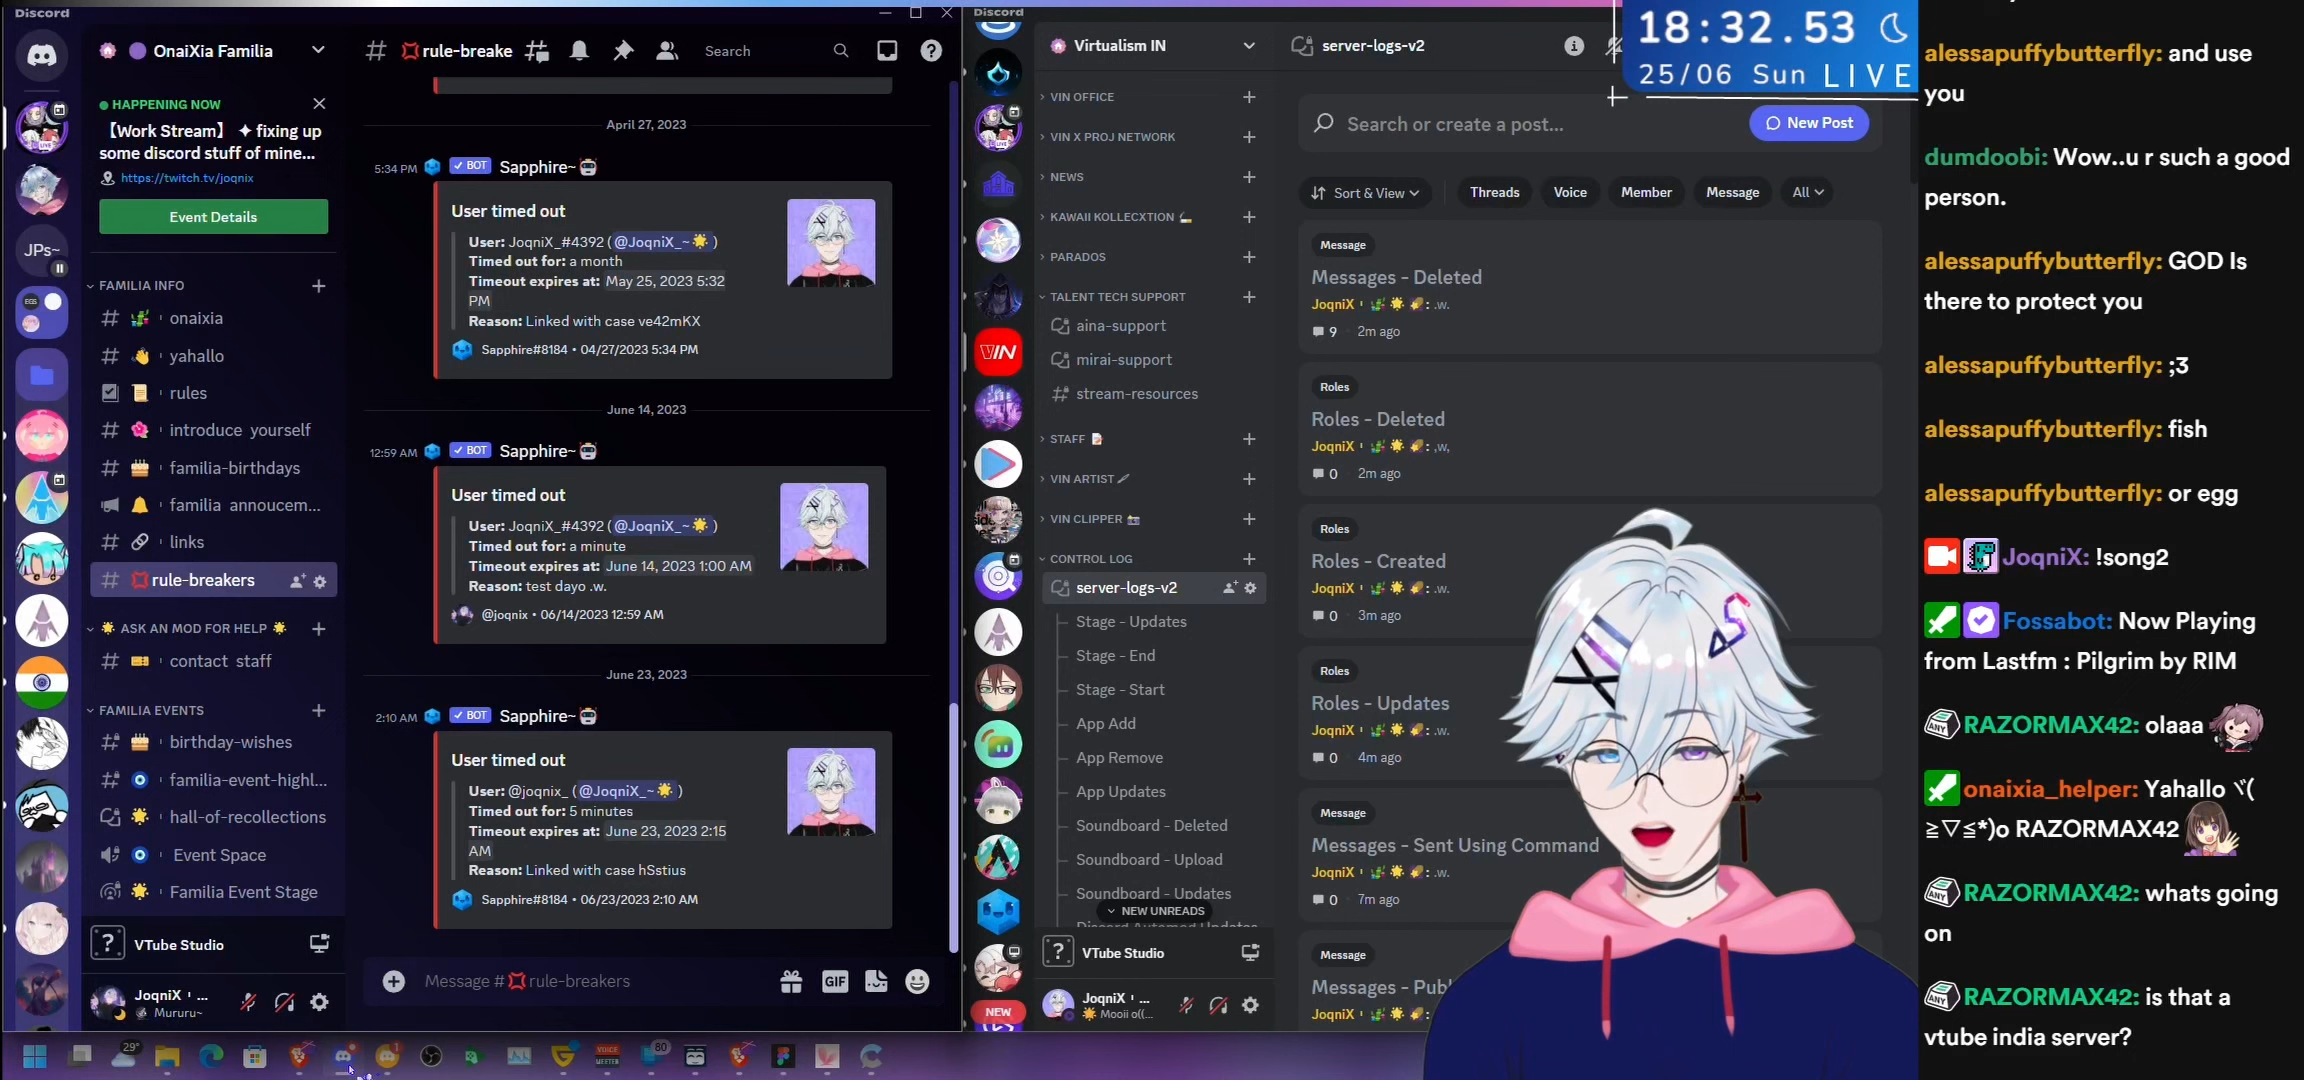 Discord
OnaiXia Familia
HAPPENING NOW
【Work Stream】 ✦ fixing up
some discord stuff of mine...
https://twitch.tv/joqnix
Event Details
JPs~
EGS
FAMILIA INFO
onaixia
yahallo
rules
introduce yourself
familia-birthdays
familia annoucem...
links
rule-breakers
ASK AN MOD FOR HELP
contact staff
FAMILIA EVENTS
birthday-wishes
familia-event-highl...
hall-of-recollections
Event Space
Familia Event Stage
VTube Studio
JoqniX ˈ ...
Mururu~
rule-breake
Search
April 27, 2023
5:34 PM BOT Sapphire~
User timed out
User: JoqniX_#4392 (@JoqniX_~🌟)
Timed out for: a month
Timeout expires at: May 25, 2023 5:32
PM
Reason: Linked with case ve42mKX
Sapphire#8184 • 04/27/2023 5:34 PM
June 14, 2023
12:59 AM BOT Sapphire~
User timed out
User: JoqniX_#4392 (@JoqniX_~🌟)
Timed out for: a minute
Timeout expires at: June 14, 2023 1:00 AM
Reason: test dayo .w.
@joqnix • 06/14/2023 12:59 AM
June 23, 2023
2:10 AM BOT Sapphire~
User timed out
User: @joqnix_ (@JoqniX_~🌟)
Timed out for: 5 minutes
Timeout expires at: June 23, 2023 2:15
AM
Reason: Linked with case hSstius
Sapphire#8184 • 06/23/2023 2:10 AM
Message #💢rule-breakers
GIF
Discord
VIN
NEW
Virtualism IN
VIN OFFICE
VIN X PROJ NETWORK
NEWS
KAWAII KOLLECXTION
PARADOS
TALENT TECH SUPPORT
aina-support
mirai-support
stream-resources
STAFF
VIN ARTIST
VIN CLIPPER
CONTROL LOG
server-logs-v2
Stage - Updates
Stage - End
Stage - Start
App Add
App Remove
App Updates
Soundboard - Deleted
Soundboard - Upload
Soundboard - Updates
NEW UNREADS
VTube Studio
JoqniX ˈ ...
Mooii o((...
server-logs-v2
Search or create a post...
New Post
Sort & View
Threads
Voice
Member
Message
All
Message
Messages - Deleted
JoqniX ˈ : .w.
9 · 2m ago
Roles
Roles - Deleted
JoqniX ˈ : ,w,
0 · 2m ago
Roles
Roles - Created
JoqniX ˈ : .w.
0 · 3m ago
Roles
Roles - Updates
JoqniX ˈ : .w.
0 · 4m ago
Message
Messages - Sent Using Command
JoqniX ˈ : .w.
0 · 7m ago
Message
Messages - Pub
JoqniX ˈ : .w.
18:32.53
25/06 Sun LIVE
alessapuffybutterfly: and use
you
dumdoobi: Wow..u r such a good
person.
alessapuffybutterfly: GOD Is
there to protect you
alessapuffybutterfly: ;3
alessapuffybutterfly: fish
alessapuffybutterfly: or egg
JoqniX: !song2
Fossabot: Now Playing
from Lastfm : Pilgrim by RIM
ANY RAZORMAX42: olaaa
onaixia_helper: Yahallo ヾ(
≧▽≦*)o RAZORMAX42
ANY RAZORMAX42: whats going
on
ANY RAZORMAX42: is that a
vtube india server?
29°
1
VOICE
MEETER
80